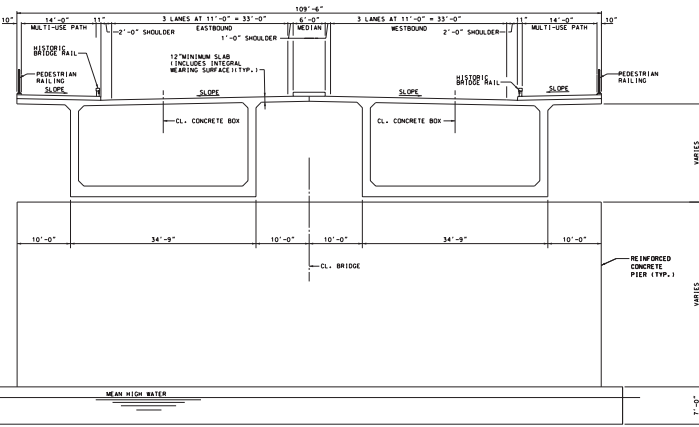 109'-6"
10" 14'-0" 11" 3 LANES AT 11'-0" = 33'-0" 6'-0" 3 LANES AT 11'-0" = 33'-0" 11" 14'-0" 10"
MULTI-USE PATH 2'-0" SHOULDER EASTBOUND MEDIAN WESTBOUND 2'-0" SHOULDER MULTI-USE PATH
1'-0" SHOULDER
HISTORIC
BRIDGE RAIL
12"MINIMUM SLAB
(INCLUDES INTEGRAL
WEARING SURFACE)(TYP.)
PEDESTRIAN
RAILING
HISTORIC
BRIDGE RAIL
PEDESTRIAN
RAILING
SLOPE SLOPE SLOPE SLOPE
CL. CONCRETE BOX CL. CONCRETE BOX
VARIES
10'-0" 34'-9" 10'-0" 10'-0" 34'-9" 10'-0"
CL. BRIDGE
REINFORCED
CONCRETE
PIER (TYP.)
VARIES
MEAN HIGH WATER
7'-0"